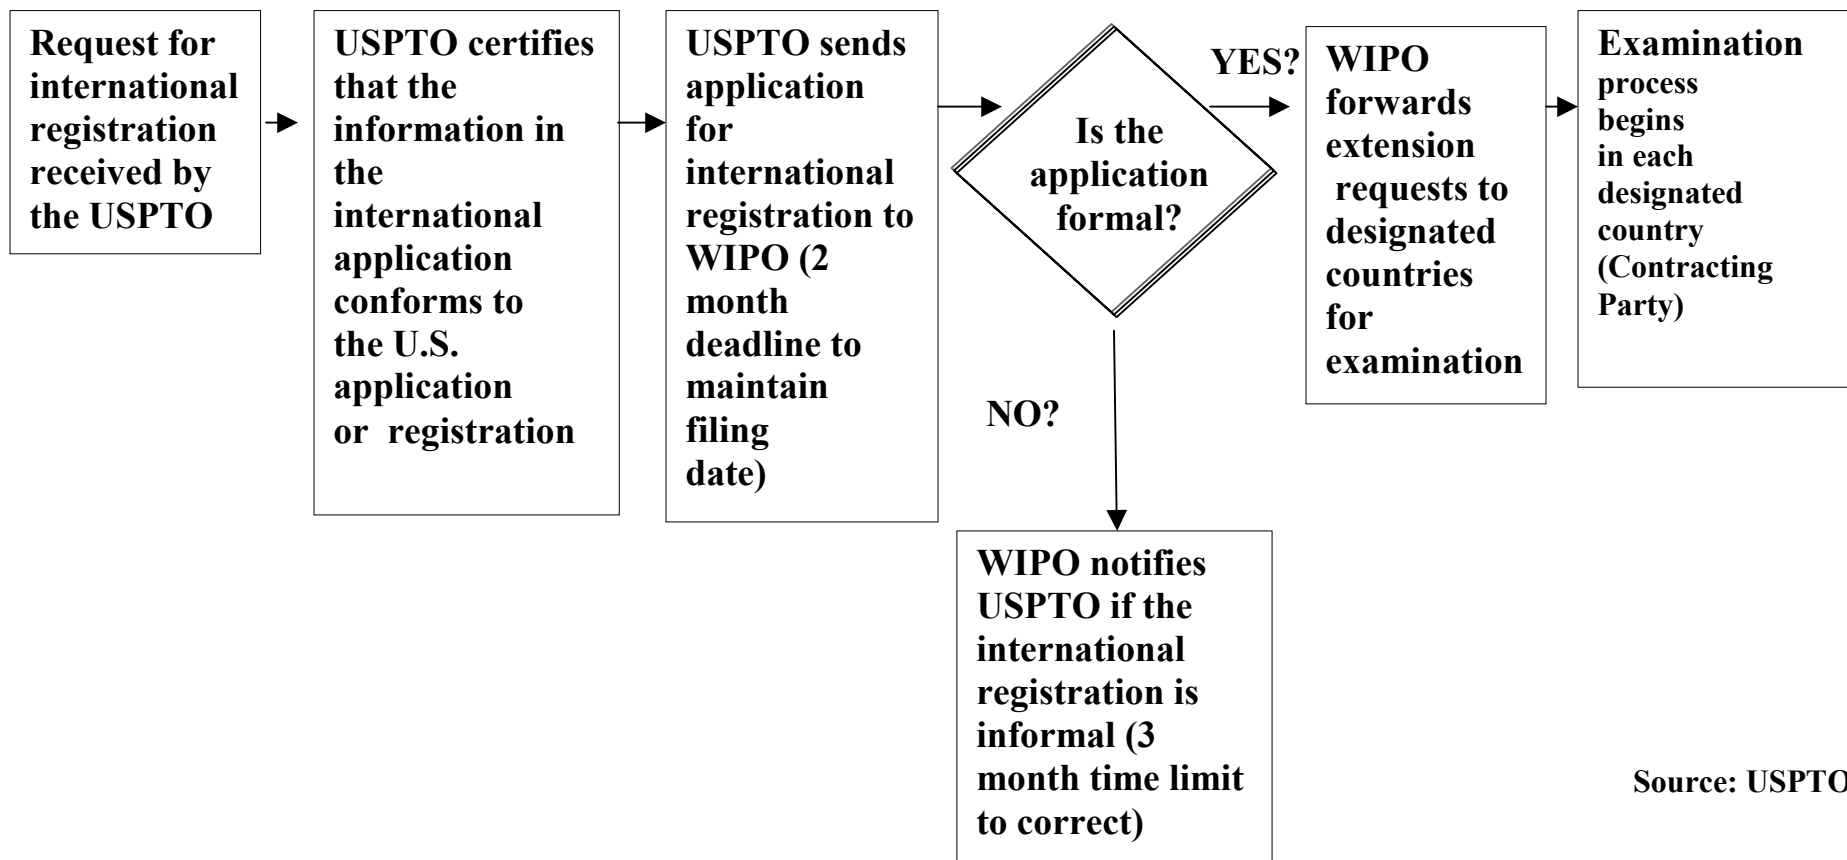 Request for
international
registration
received by
the USPTO
USPTO certifies
that the
information in
the
international
application
conforms to
the U.S.
application
or registration
USPTO sends
application
for
international
registration to
WIPO (2
month
deadline to
maintain
filing
date)
Is the
application
formal?
YES?
WIPO
forwards
extension
requests to
designated
countries
for
examination
Examination
process
begins
in each
designated
country
(Contracting
Party)
NO?
WIPO notifies
USPTO if the
international
registration is
informal (3
month time limit
to correct)
Source: USPTO